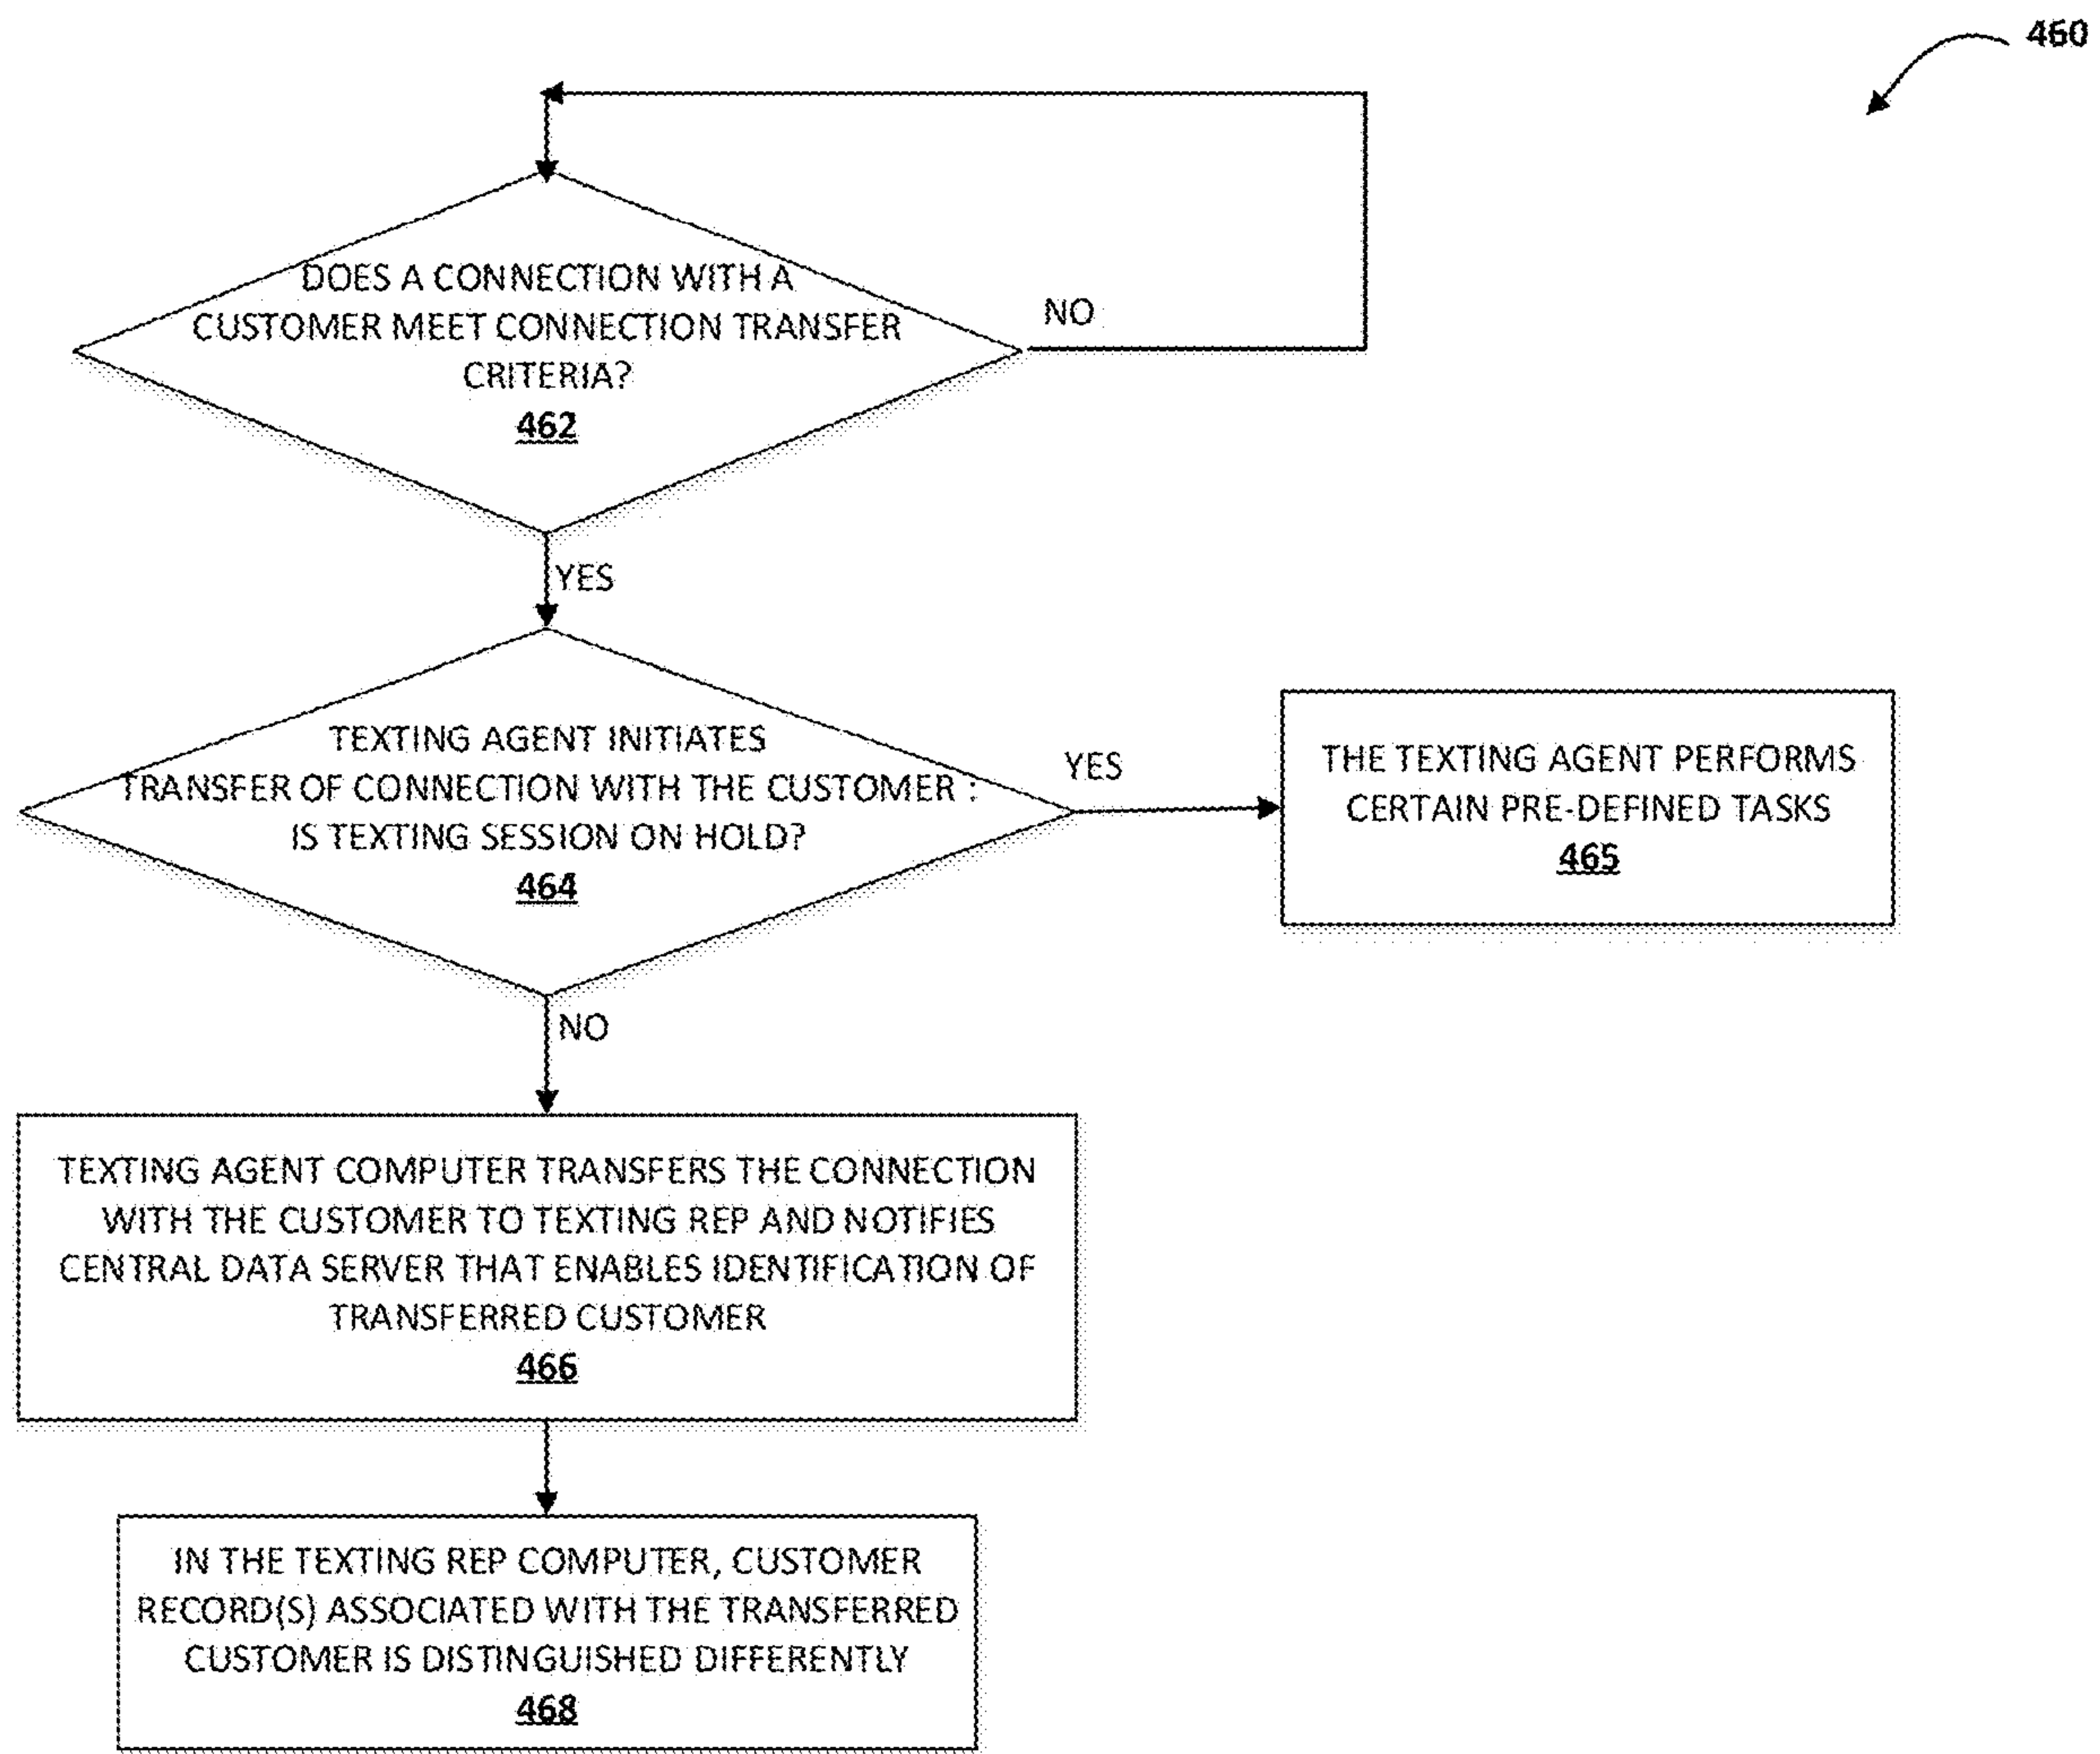 460
DOES A CONNECTION WITH A
CUSTOMER MEET CONNECTION TRANSFER
CRITERIA?
462
NO
YES
TEXTING AGENT INITIATES
TRANSFER OF CONNECTION WITH THE CUSTOMER :
IS TEXTING SESSION ON HOLD?
464
YES
THE TEXTING AGENT PERFORMS
CERTAIN PRE-DEFINED TASKS
465
NO
TEXTING AGENT COMPUTER TRANSFERS THE CONNECTION
WITH THE CUSTOMER TO TEXTING REP AND NOTIFIES
CENTRAL DATA SERVER THAT ENABLES IDENTIFICATION OF
TRANSFERRED CUSTOMER
466
IN THE TEXTING REP COMPUTER, CUSTOMER
RECORD(S) ASSOCIATED WITH THE TRANSFERRED
CUSTOMER IS DISTINGUISHED DIFFERENTLY
468